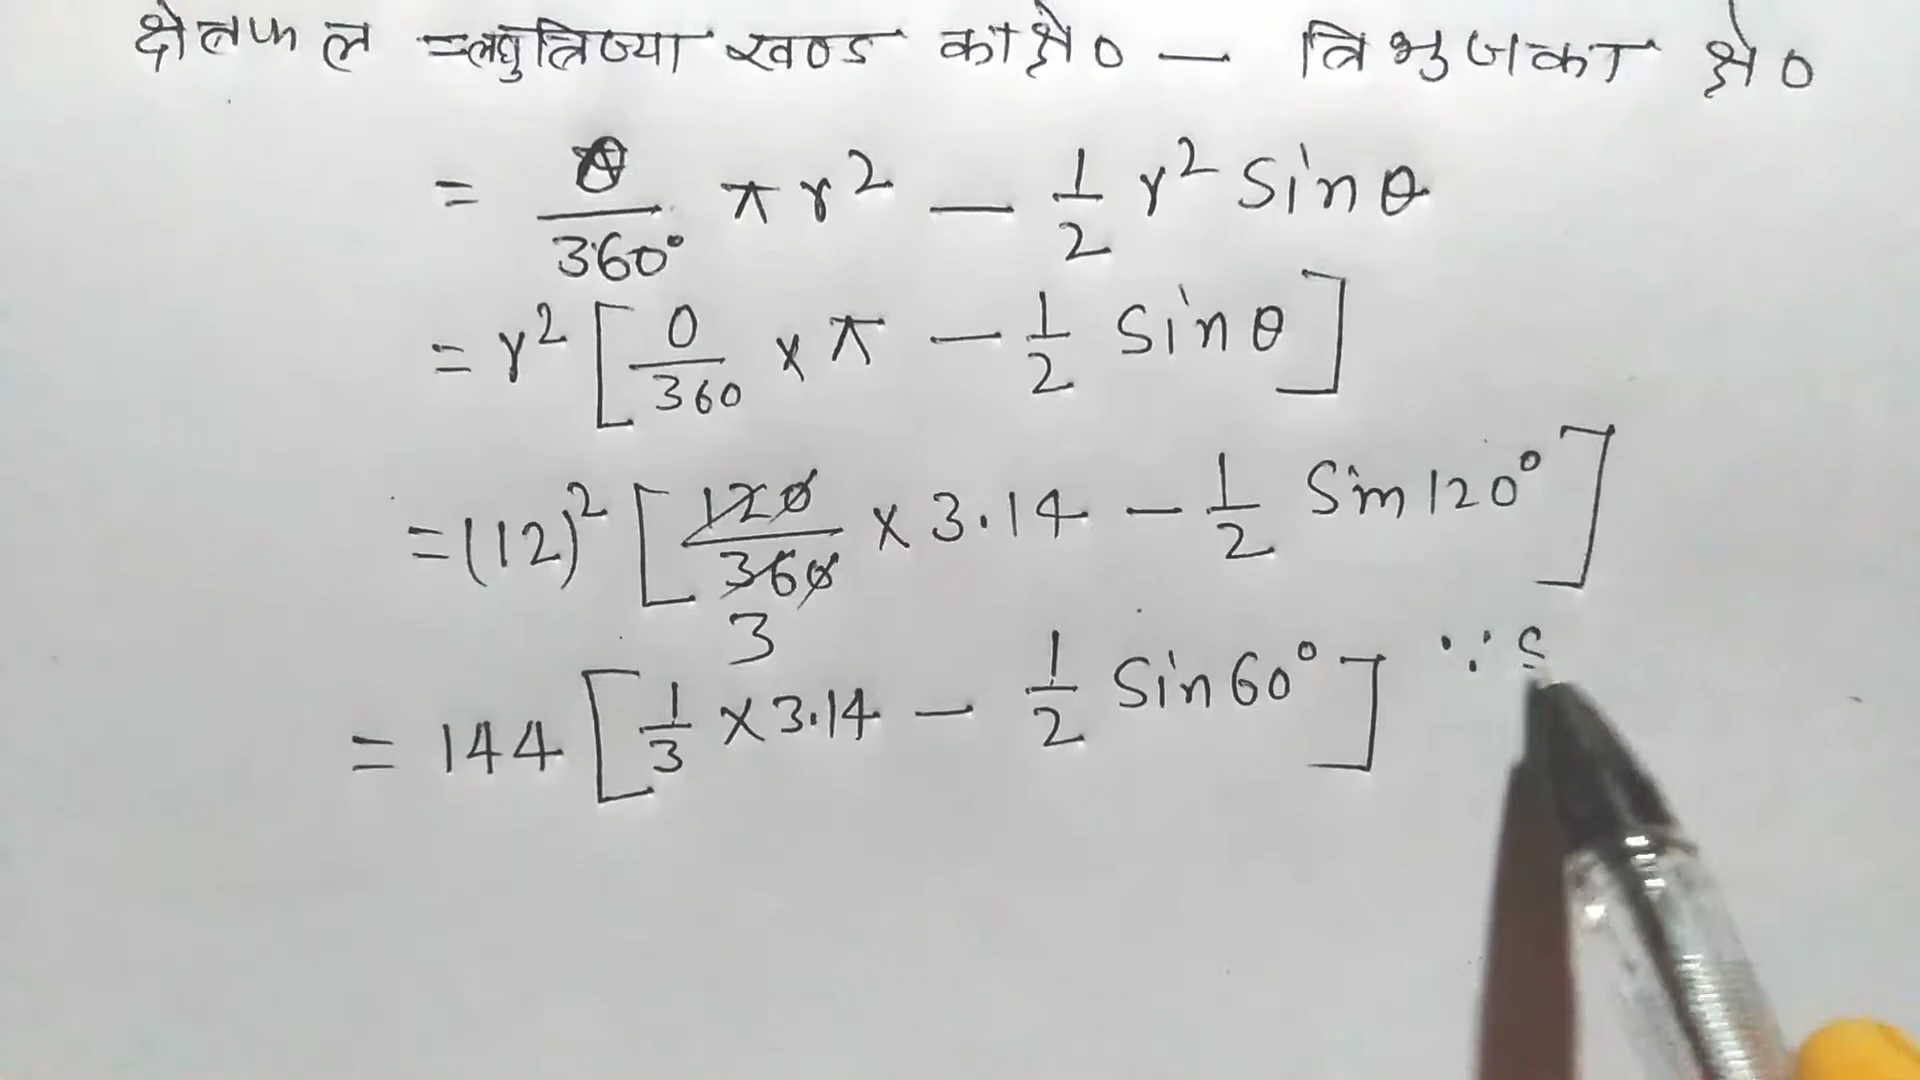 क्षेत्रफल = लघु त्रिज्या खण्ड का क्षे० — त्रिभुज का क्षे०
= θ/360° πr² — 1/2 r² Sinθ
= r² [0/360 × π — 1/2 Sinθ]
= (12)² [120/360 × 3.14 — 1/2 Sin120°]
3
= 144 [1/3 × 3.14 — 1/2 Sin60°] ∵ S